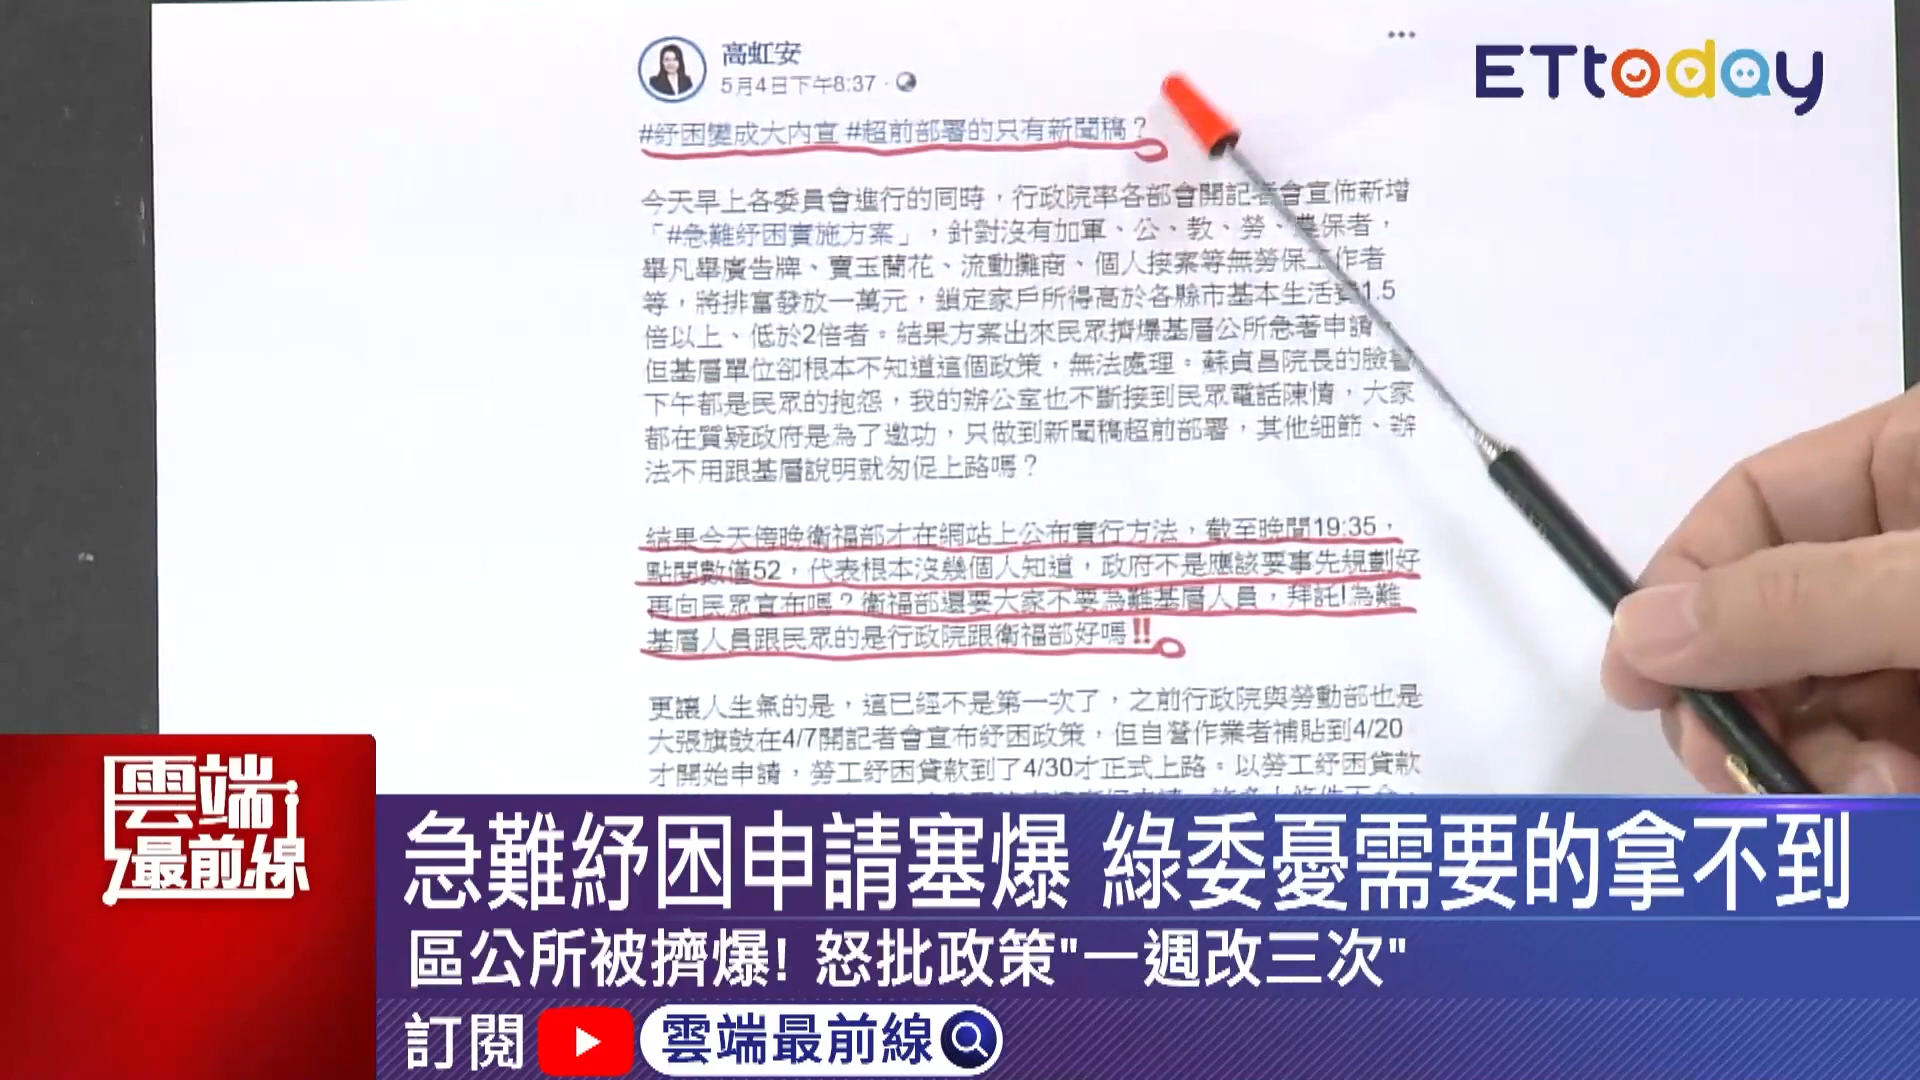 高虹安
5月4日下午8:37
ETtoday
#紓困變成大內宣 #超前部署的只有新聞稿？
今天早上各委員會進行的同時，行政院率各部會開記者會宣佈新增
「#急難紓困實施方案」，針對沒有加軍、公、教、勞、農保者，
舉凡舉廣告牌、賣玉蘭花、流動攤商、個人接案等無勞保工作者
等，將排富發放一萬元，鎖定家戶所得高於各縣市基本生活費1.5
倍以上、低於2倍者。結果方案出來民眾擠爆基層公所急著申請，
但基層單位卻根本不知道這個政策，無法處理。蘇貞昌院長的臉書
下午都是民眾的抱怨，我的辦公室也不斷接到民眾電話陳情，大家
都在質疑政府是為了邀功，只做到新聞稿超前部署，其他細節、辦
法不用跟基層說明就匆促上路嗎？
結果今天傍晚衛福部才在網站上公布實行方法，截至晚間19:35，
點閱數僅52，代表根本沒幾個人知道，政府不是應該要事先規劃好
再向民眾宣布嗎？衛福部還要大家不要為難基層人員，拜託!為難
基層人員跟民眾的是行政院跟衛福部好嗎‼
更讓人生氣的是，這已經不是第一次了，之前行政院與勞動部也是
大張旗鼓在4/7開記者會宣布紓困政策，但自營作業者補貼到4/20
才開始申請，勞工紓困貸款到了4/30才正式上路。以勞工紓困貸款
雲端最前線
急難紓困申請塞爆 綠委憂需要的拿不到
區公所被擠爆! 怒批政策"一週改三次"
訂閱 雲端最前線